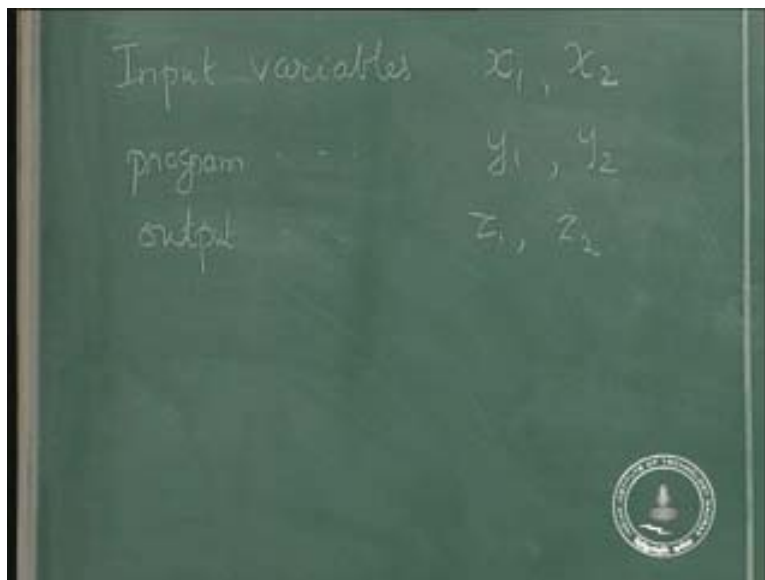 Input variables x₁, x₂
program - - · y₁, y₂
output z₁, z₂